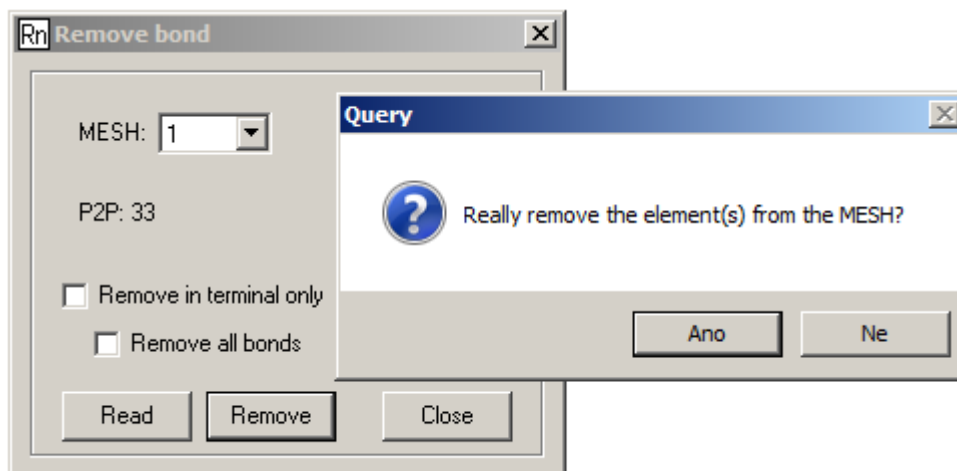 Rn Remove bond
MESH: 1
P2P: 33
Remove in terminal only
Remove all bonds
Read Remove Close
Query
Really remove the element(s) from the MESH?
Ano Ne